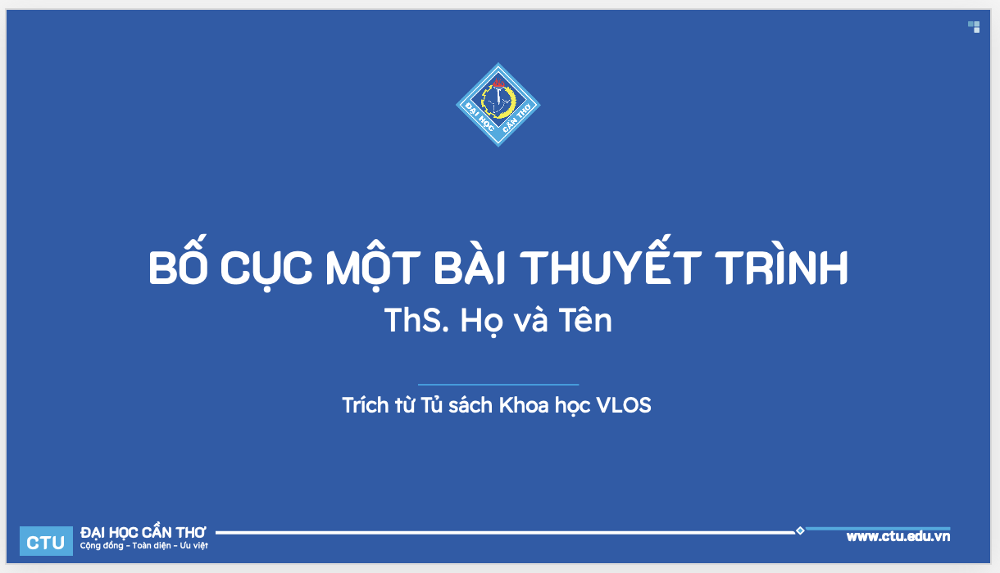 ĐẠI HỌC CẦN THƠ
BỐ CỤC MỘT BÀI THUYẾT TRÌNH
ThS. Họ và Tên
Trích từ Tủ sách Khoa học VLOS
CTU
ĐẠI HỌC CẦN THƠ
Cộng đồng – Toàn diện – Ưu việt
www.ctu.edu.vn